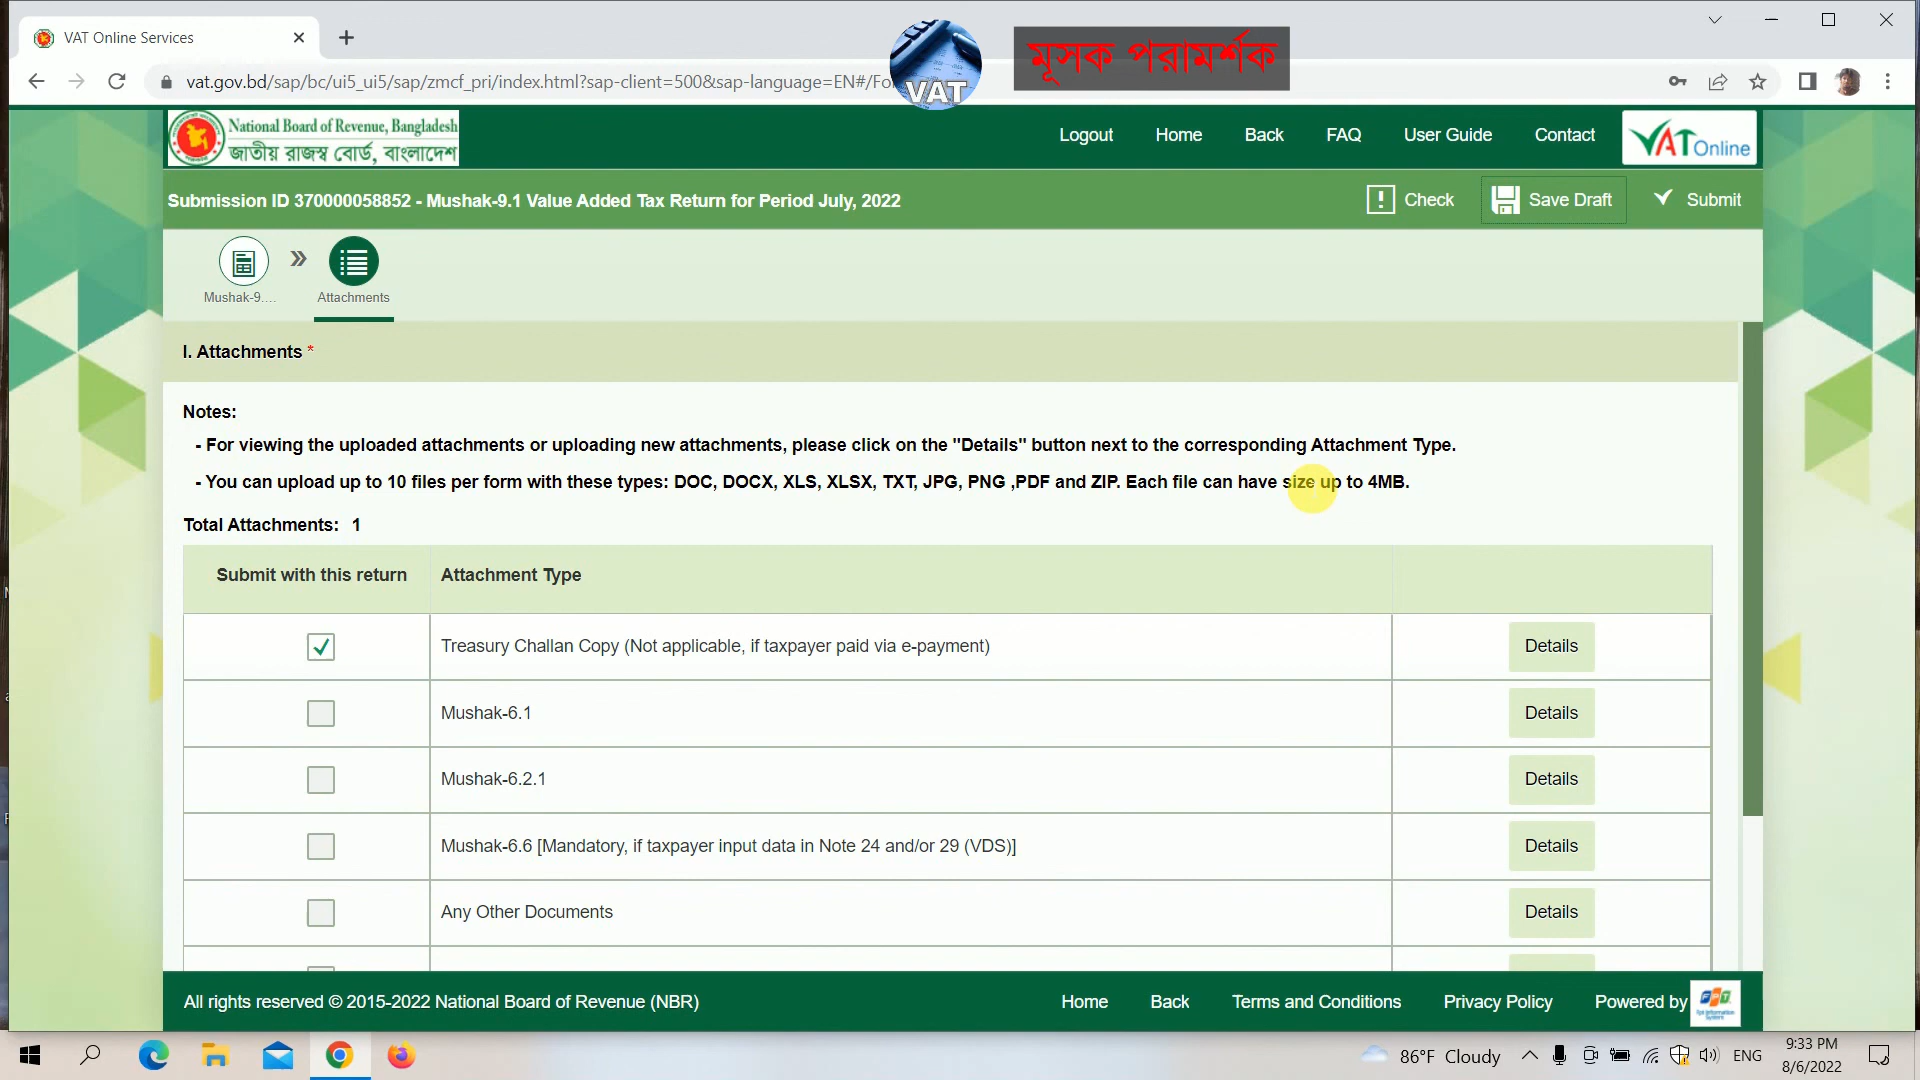 VAT Online Services
মূসক পরামর্শক
vat.gov.bd/sap/bc/ui5_ui5/sap/zmcf_pri/index.html?sap-client=500&sap-language=EN#/Fo
VAT
National Board of Revenue, Bangladesh
জাতীয় রাজস্ব বোর্ড, বাংলাদেশ
Logout Home Back FAQ User Guide Contact
VAT Online
Submission ID 370000058852 - Mushak-9.1 Value Added Tax Return for Period July, 2022
Check Save Draft Submit
Mushak-9.... Attachments
I. Attachments *
Notes:
- For viewing the uploaded attachments or uploading new attachments, please click on the "Details" button next to the corresponding Attachment Type.
- You can upload up to 10 files per form with these types: DOC, DOCX, XLS, XLSX, TXT, JPG, PNG ,PDF and ZIP. Each file can have size up to 4MB.
Total Attachments: 1
Submit with this return Attachment Type
Treasury Challan Copy (Not applicable, if taxpayer paid via e-payment) Details
Mushak-6.1 Details
Mushak-6.2.1 Details
Mushak-6.6 [Mandatory, if taxpayer input data in Note 24 and/or 29 (VDS)] Details
Any Other Documents Details
All rights reserved © 2015-2022 National Board of Revenue (NBR) Home Back Terms and Conditions Privacy Policy Powered by
FPT
86°F Cloudy ENG
9:33 PM
8/6/2022